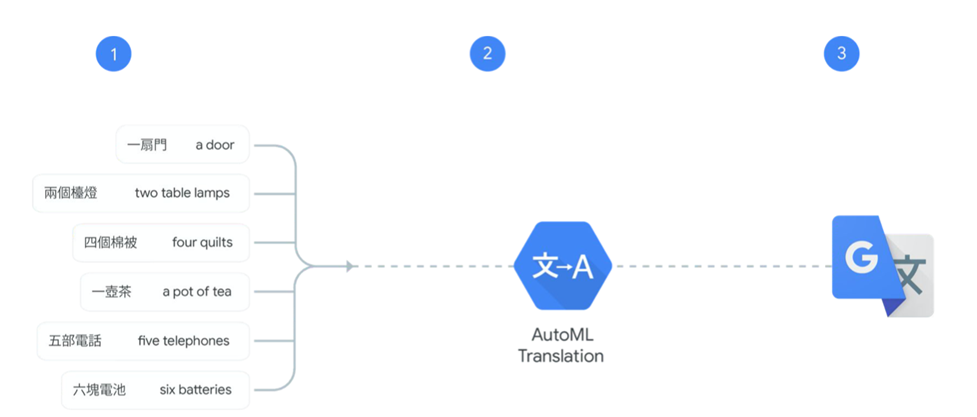 1
2
3
一扇門 a door
兩個檯燈 two table lamps
四個棉被 four quilts
一壺茶 a pot of tea
五部電話 five telephones
六塊電池 six batteries
文→A
AutoML
Translation
G 文